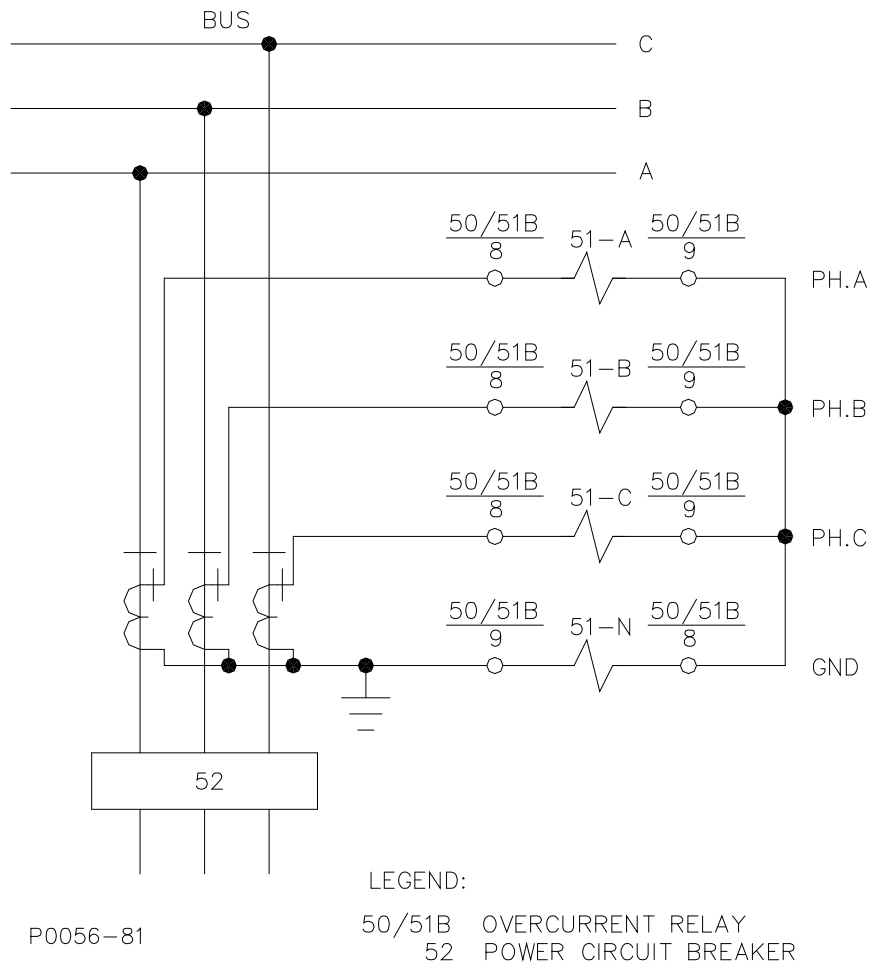 BUS
C
B
A
50/51B 51-A 50/51B
8 9
PH.A
50/51B 51-B 50/51B
8 9
PH.B
50/51B 51-C 50/51B
8 9
PH.C
50/51B 51-N 50/51B
9 8
GND
52
LEGEND:
50/51B OVERCURRENT RELAY
52 POWER CIRCUIT BREAKER
P0056-81